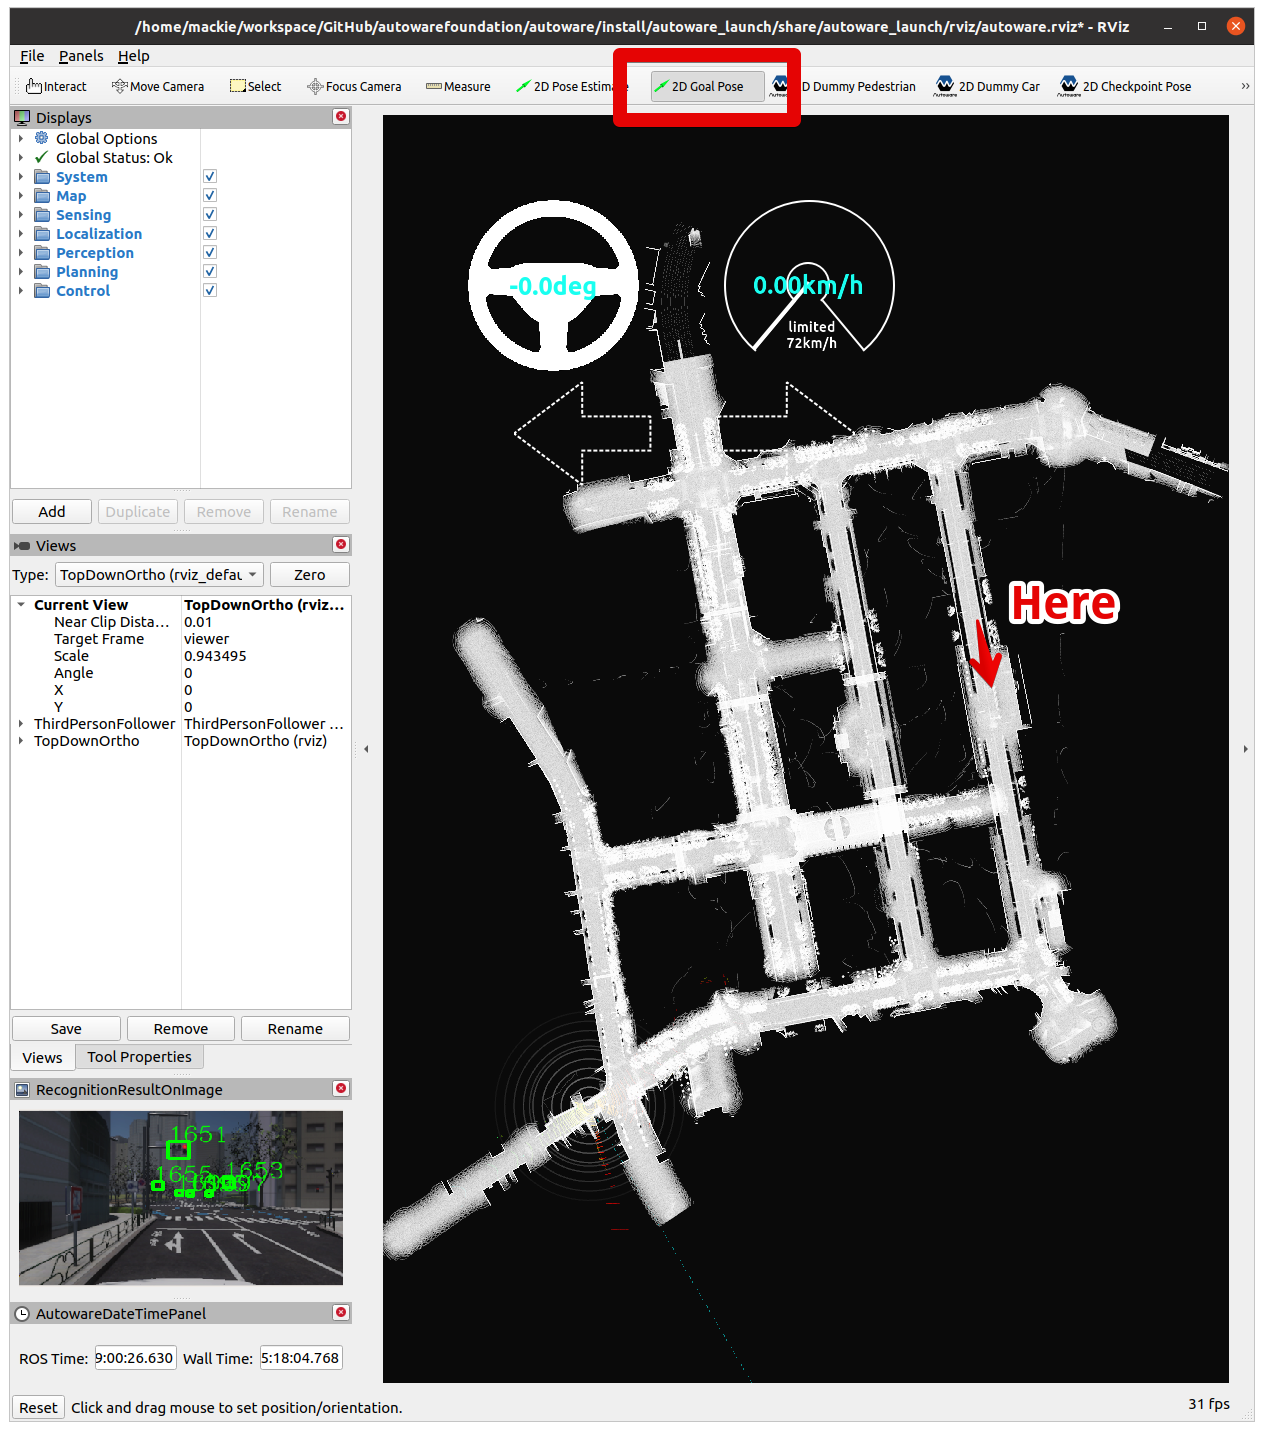 /home/mackie/workspace/GitHub/autowarefoundation/autoware/install/autoware_launch/share/autoware_launch/rviz/autoware.rviz* - RViz
File Panels Help
Interact Move Camera Select Focus Camera Measure 2D Pose Estima 2D Goal Pose D Dummy Pedestrian 2D Dummy Car 2D Checkpoint Pose
Displays
Global Options
Global Status: Ok
System
Map
Sensing
Localization
Perception
Planning
Control
Add Duplicate Remove Rename
Views
Type: TopDownOrtho (rviz_defau Zero
Current View TopDownOrtho (rviz...
Near Clip Dista... 0.01
Target Frame viewer
Scale 0.943495
Angle 0
X 0
Y 0
ThirdPersonFollower ThirdPersonFollower ...
TopDownOrtho TopDownOrtho (rviz)
Save Remove Rename
Views Tool Properties
RecognitionResultOnImage
1651
1655
1653
AutowareDateTimePanel
ROS Time: 9:00:26.630 Wall Time: 5:18:04.768
Reset Click and drag mouse to set position/orientation.
31 fps
-0.0deg
0.00km/h
limited
72km/h
Here